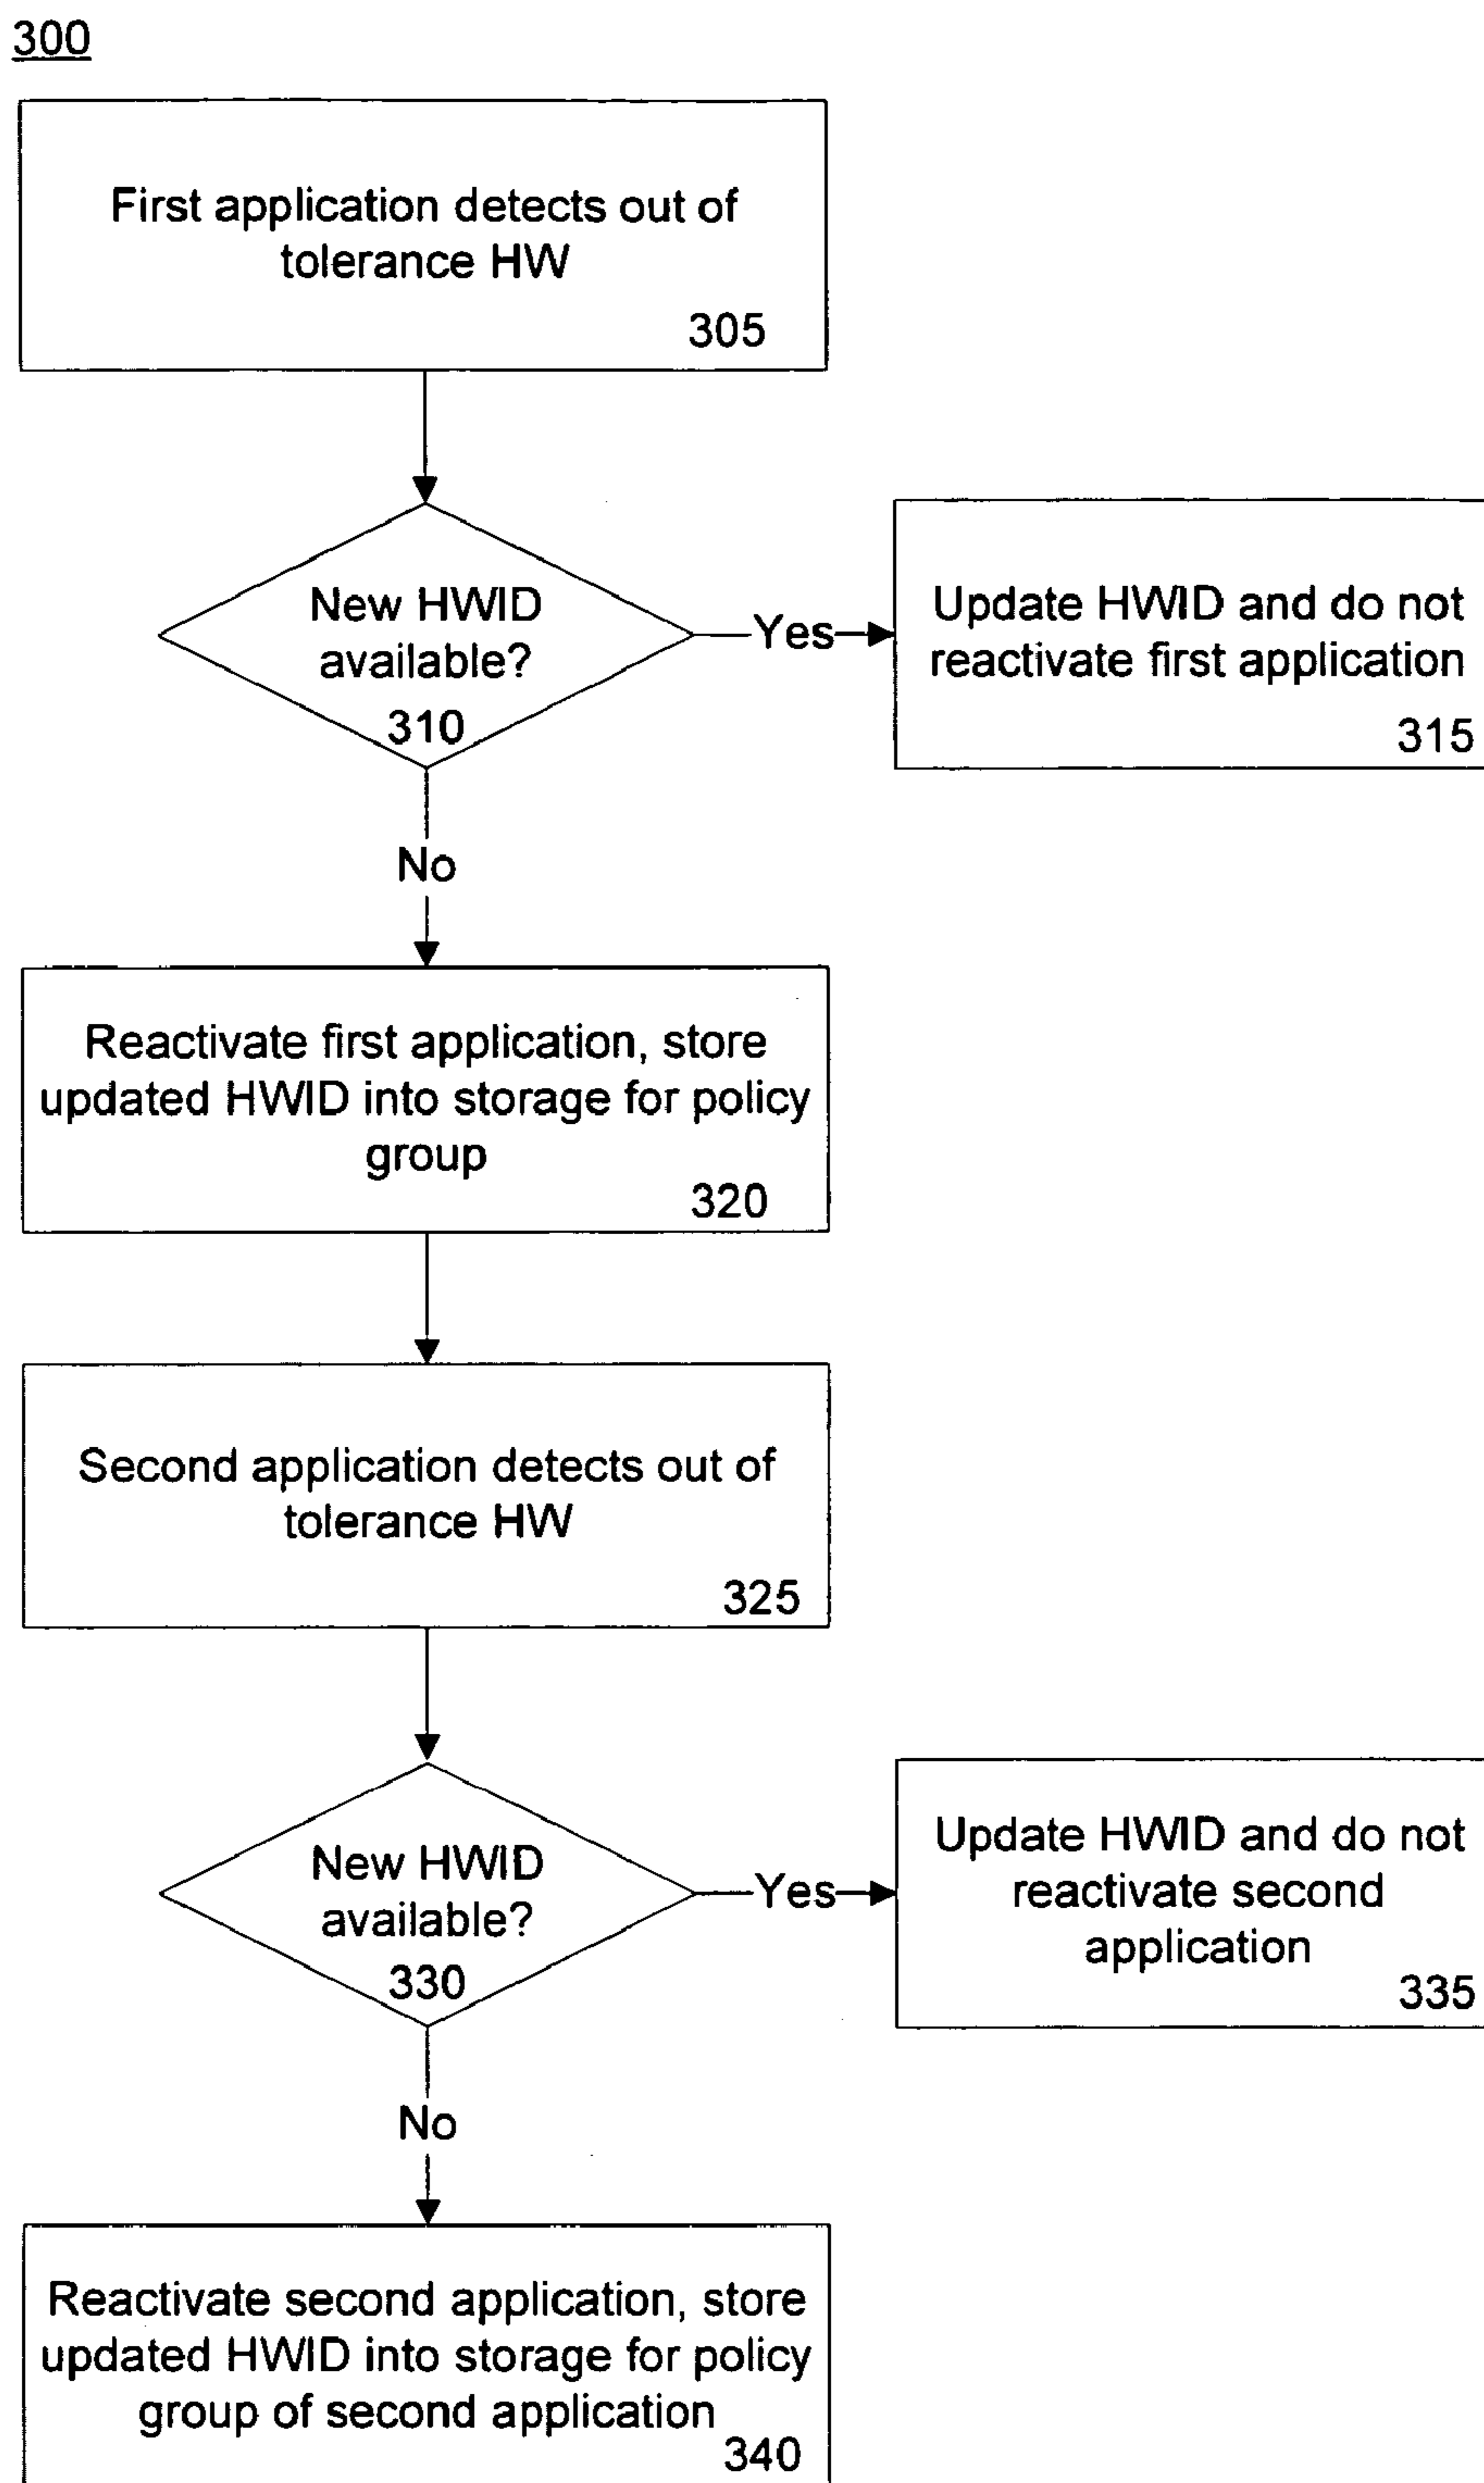 300
First application detects out of
tolerance HW
305
New HWID
available?
310
Yes
Update HWID and do not
reactivate first application
315
No
Reactivate first application, store
updated HWID into storage for policy
group
320
Second application detects out of
tolerance HW
325
New HWID
available?
330
Yes
Update HWID and do not
reactivate second
application
335
No
Reactivate second application, store
updated HWID into storage for policy
group of second application
340